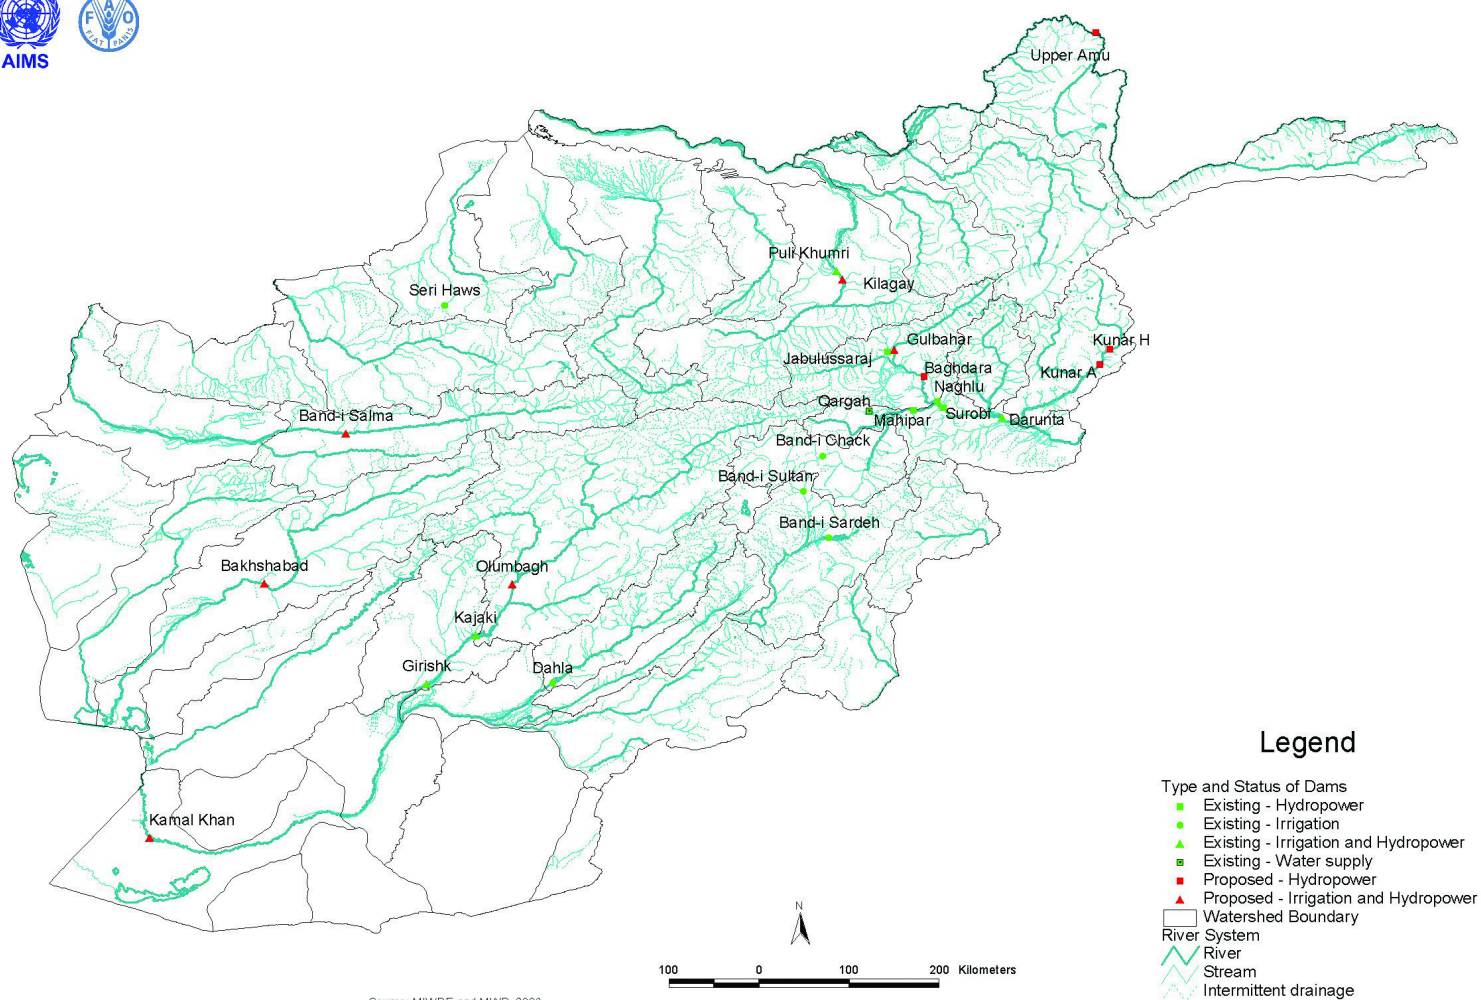 FAO
FIAT PANIS
AIMS
Upper Amu
Puli Khumri
Kilagay
Seri Haws
Gulbahar
Kunar H
Jabulussaraj
Baghdara
Kunar A
Naghlu
Qargah
Band-i Salma
Surobi
Mahipar
Darunta
Band-i Chack
Band-i Sultan
Band-i Sardeh
Bakhshabad
Olumbagh
Kajaki
Girishk
Dahla
Kamal Khan
Legend
Type and Status of Dams
Existing - Hydropower
Existing - Irrigation
Existing - Irrigation and Hydropower
Existing - Water supply
Proposed - Hydropower
Proposed - Irrigation and Hydropower
Watershed Boundary
River System
River
Stream
Intermittent drainage
N
100 0 100 200 Kilometers